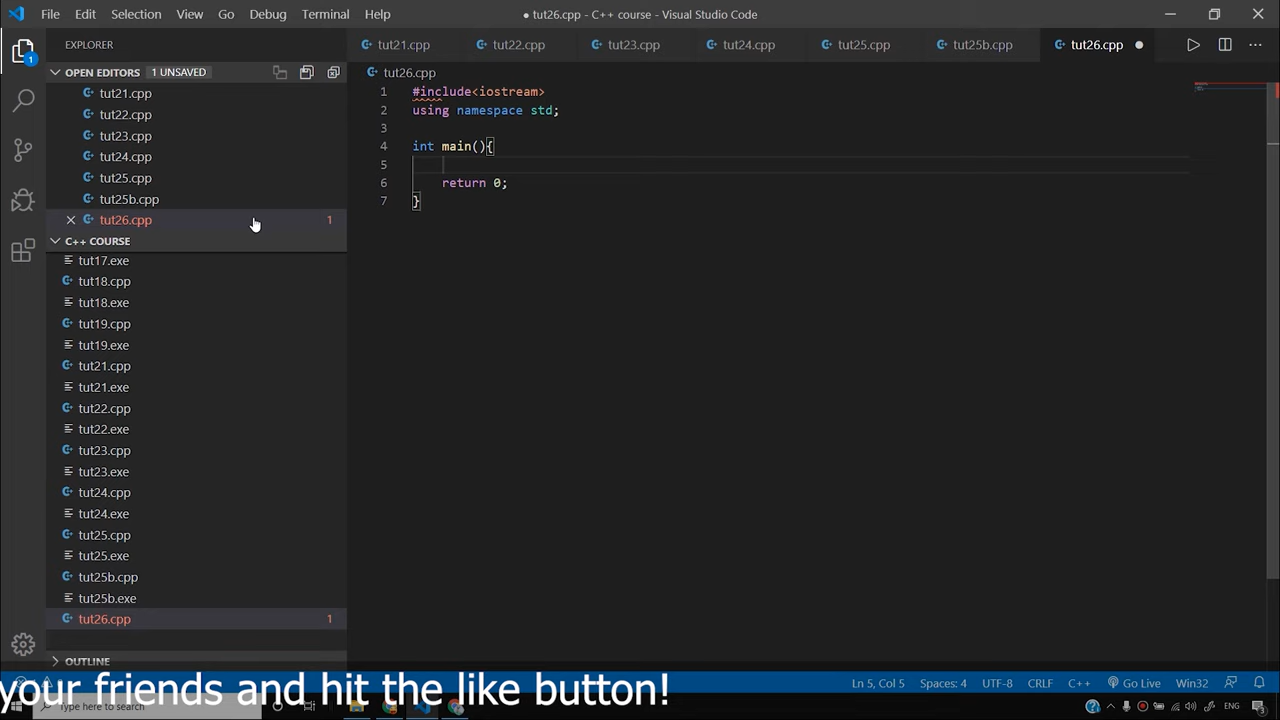 File Edit Selection View Go Debug Terminal Help
● tut26.cpp - C++ course - Visual Studio Code
EXPLORER
tut21.cpp tut22.cpp tut23.cpp tut24.cpp tut25.cpp tut25b.cpp tut26.cpp
OPEN EDITORS 1 UNSAVED
tut21.cpp
tut22.cpp
tut23.cpp
tut24.cpp
tut25.cpp
tut25b.cpp
tut26.cpp 1
C++ COURSE
tut17.exe
tut18.cpp
tut18.exe
tut19.cpp
tut19.exe
tut21.cpp
tut21.exe
tut22.cpp
tut22.exe
tut23.cpp
tut23.exe
tut24.cpp
tut24.exe
tut25.cpp
tut25.exe
tut25b.cpp
tut25b.exe
tut26.cpp 1
OUTLINE
1
tut26.cpp
1 #include<iostream>
2 using namespace std;
3
4 int main(){
5
6 return 0;
7 }
your friends and hit the like button!
Ln 5, Col 5 Spaces: 4 UTF-8 CRLF C++ Go Live Win32
Type here to search
ENG